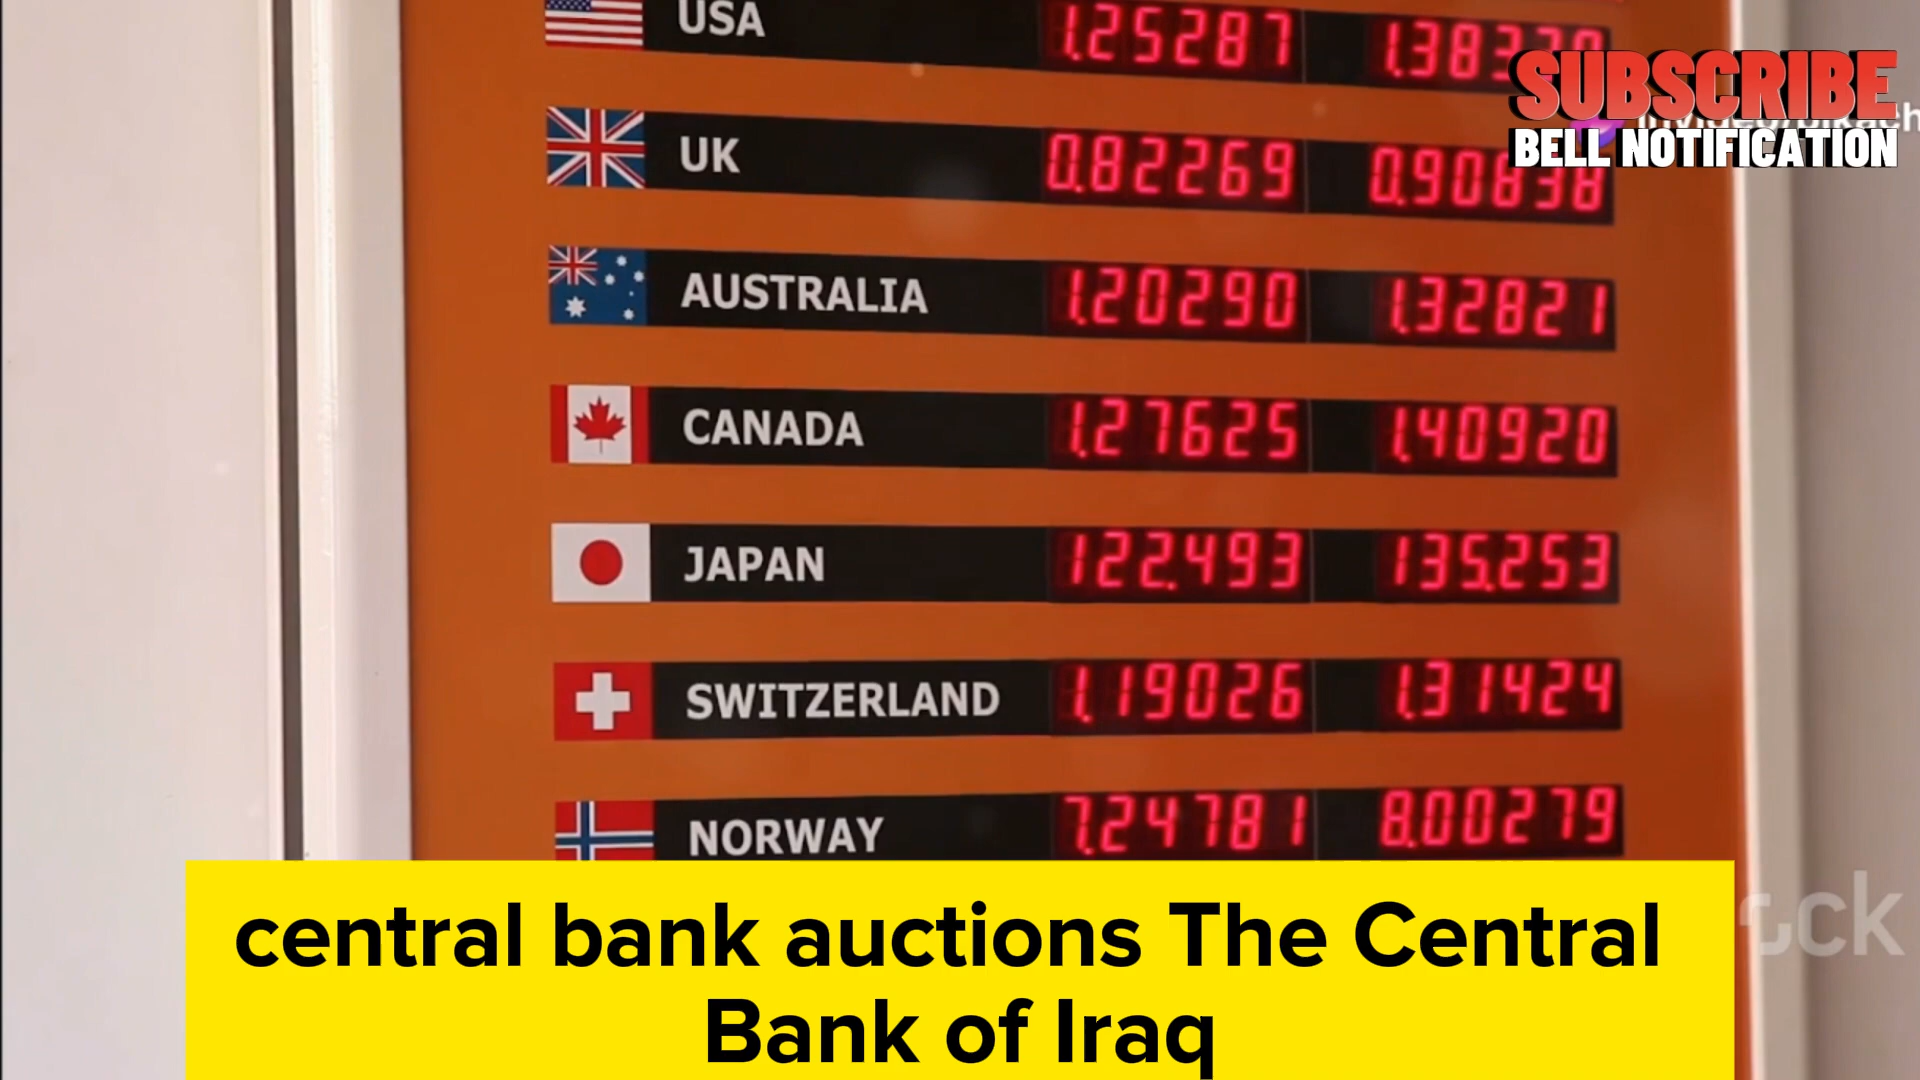 USA 1.25287
SUBSCRIBE
BELL NOTIFICATION
UK 0.82269 0.90838
AUSTRALIA 1.20290 1.32821
CANADA 1.27625 1.40920
JAPAN 122.493 135.253
SWITZERLAND 1.19026 1.31424
NORWAY 7.24781 8.00279
central bank auctions The Central
Bank of Iraq